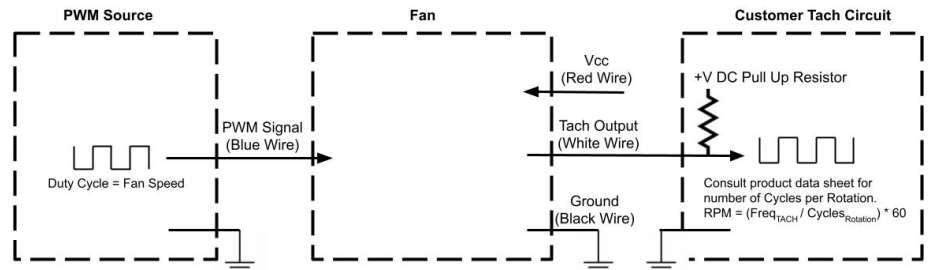 PWM Source
Fan
Customer Tach Circuit
Vcc
(Red Wire)
+V DC Pull Up Resistor
PWM Signal
(Blue Wire)
Tach Output
(White Wire)
Duty Cycle = Fan Speed
Consult product data sheet for
number of Cycles per Rotation.
RPM = (Freq_TACH / Cycles_Rotation) * 60
Ground
(Black Wire)